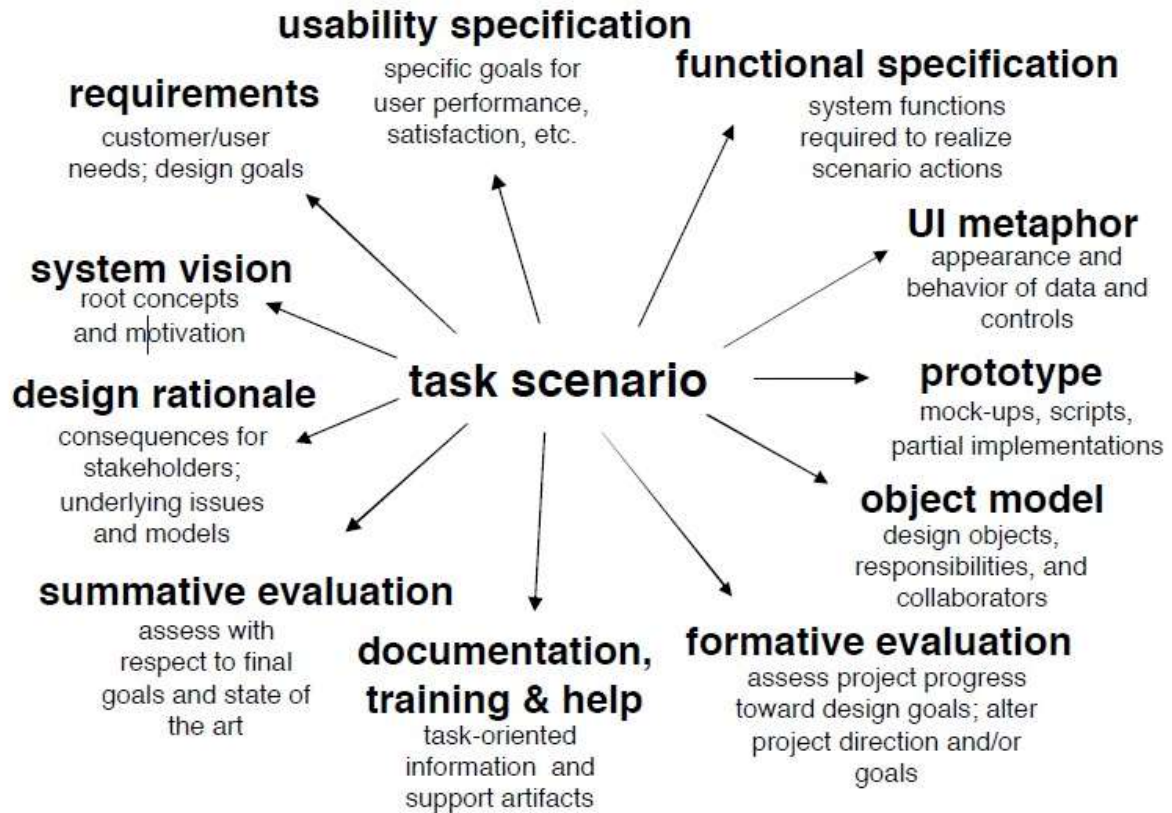 usability specification
specific goals for
user performance,
satisfaction, etc.
functional specification
system functions
required to realize
scenario actions
requirements
customer/user
needs; design goals
UI metaphor
appearance and
behavior of data and
controls
system vision
root concepts
and motivation
task scenario
prototype
mock-ups, scripts,
partial implementations
design rationale
consequences for
stakeholders;
underlying issues
and models
object model
design objects,
responsibilities, and
collaborators
summative evaluation
assess with
respect to final
goals and state of
the art
documentation,
training & help
task-oriented
information and
support artifacts
formative evaluation
assess project progress
toward design goals; alter
project direction and/or
goals